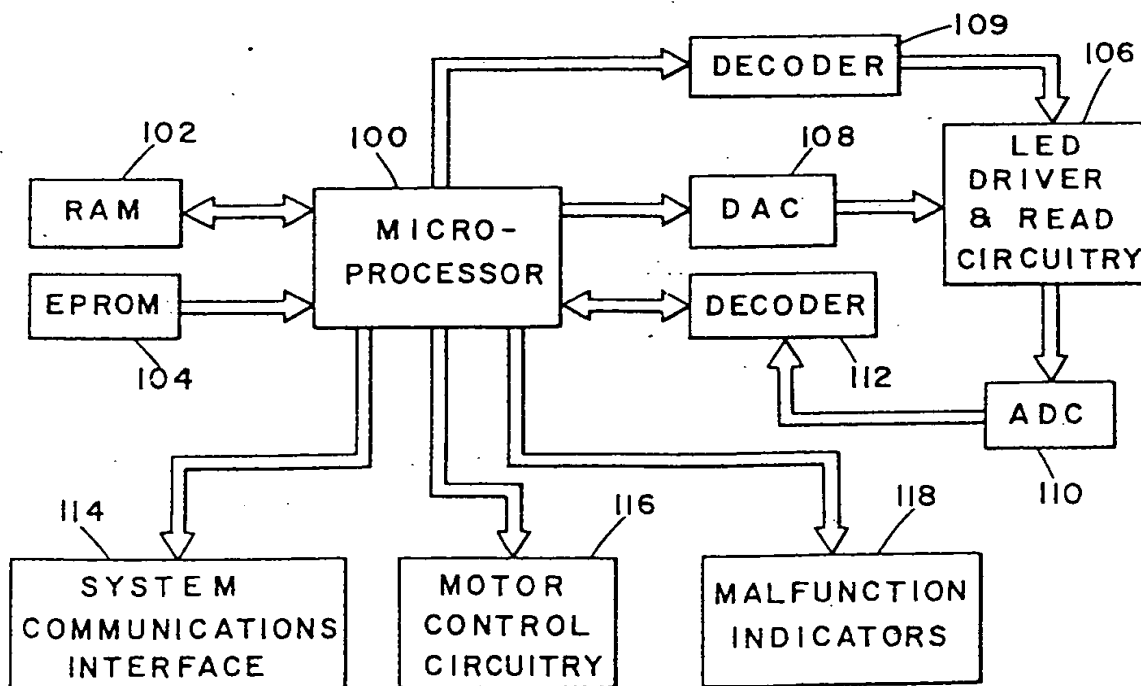 109
DECODER
106
102
100
108
LED
DRIVER
& READ
CIRCUITRY
RAM
MICRO-
PROCESSOR
DAC
EPROM
DECODER
104
112
ADC
110
114
116
118
SYSTEM
COMMUNICATIONS
INTERFACE
MOTOR
CONTROL
CIRCUITRY
MALFUNCTION
INDICATORS